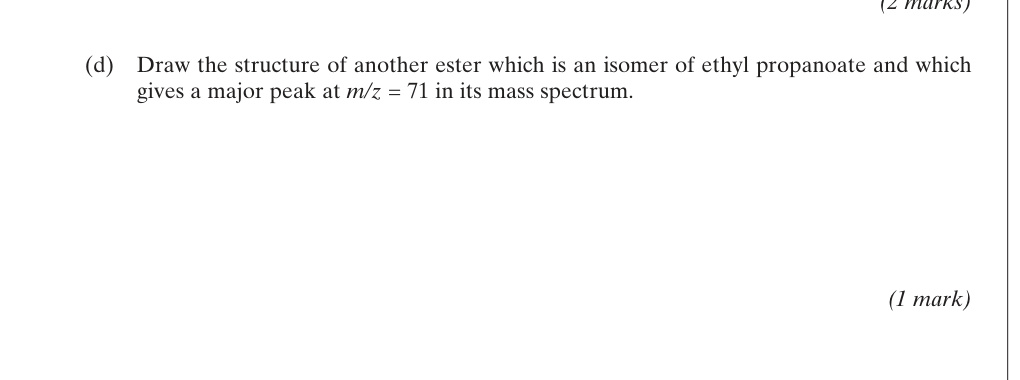 (2 marks)
(d) Draw the structure of another ester which is an isomer of ethyl propanoate and which
gives a major peak at m/z = 71 in its mass spectrum.
(1 mark)